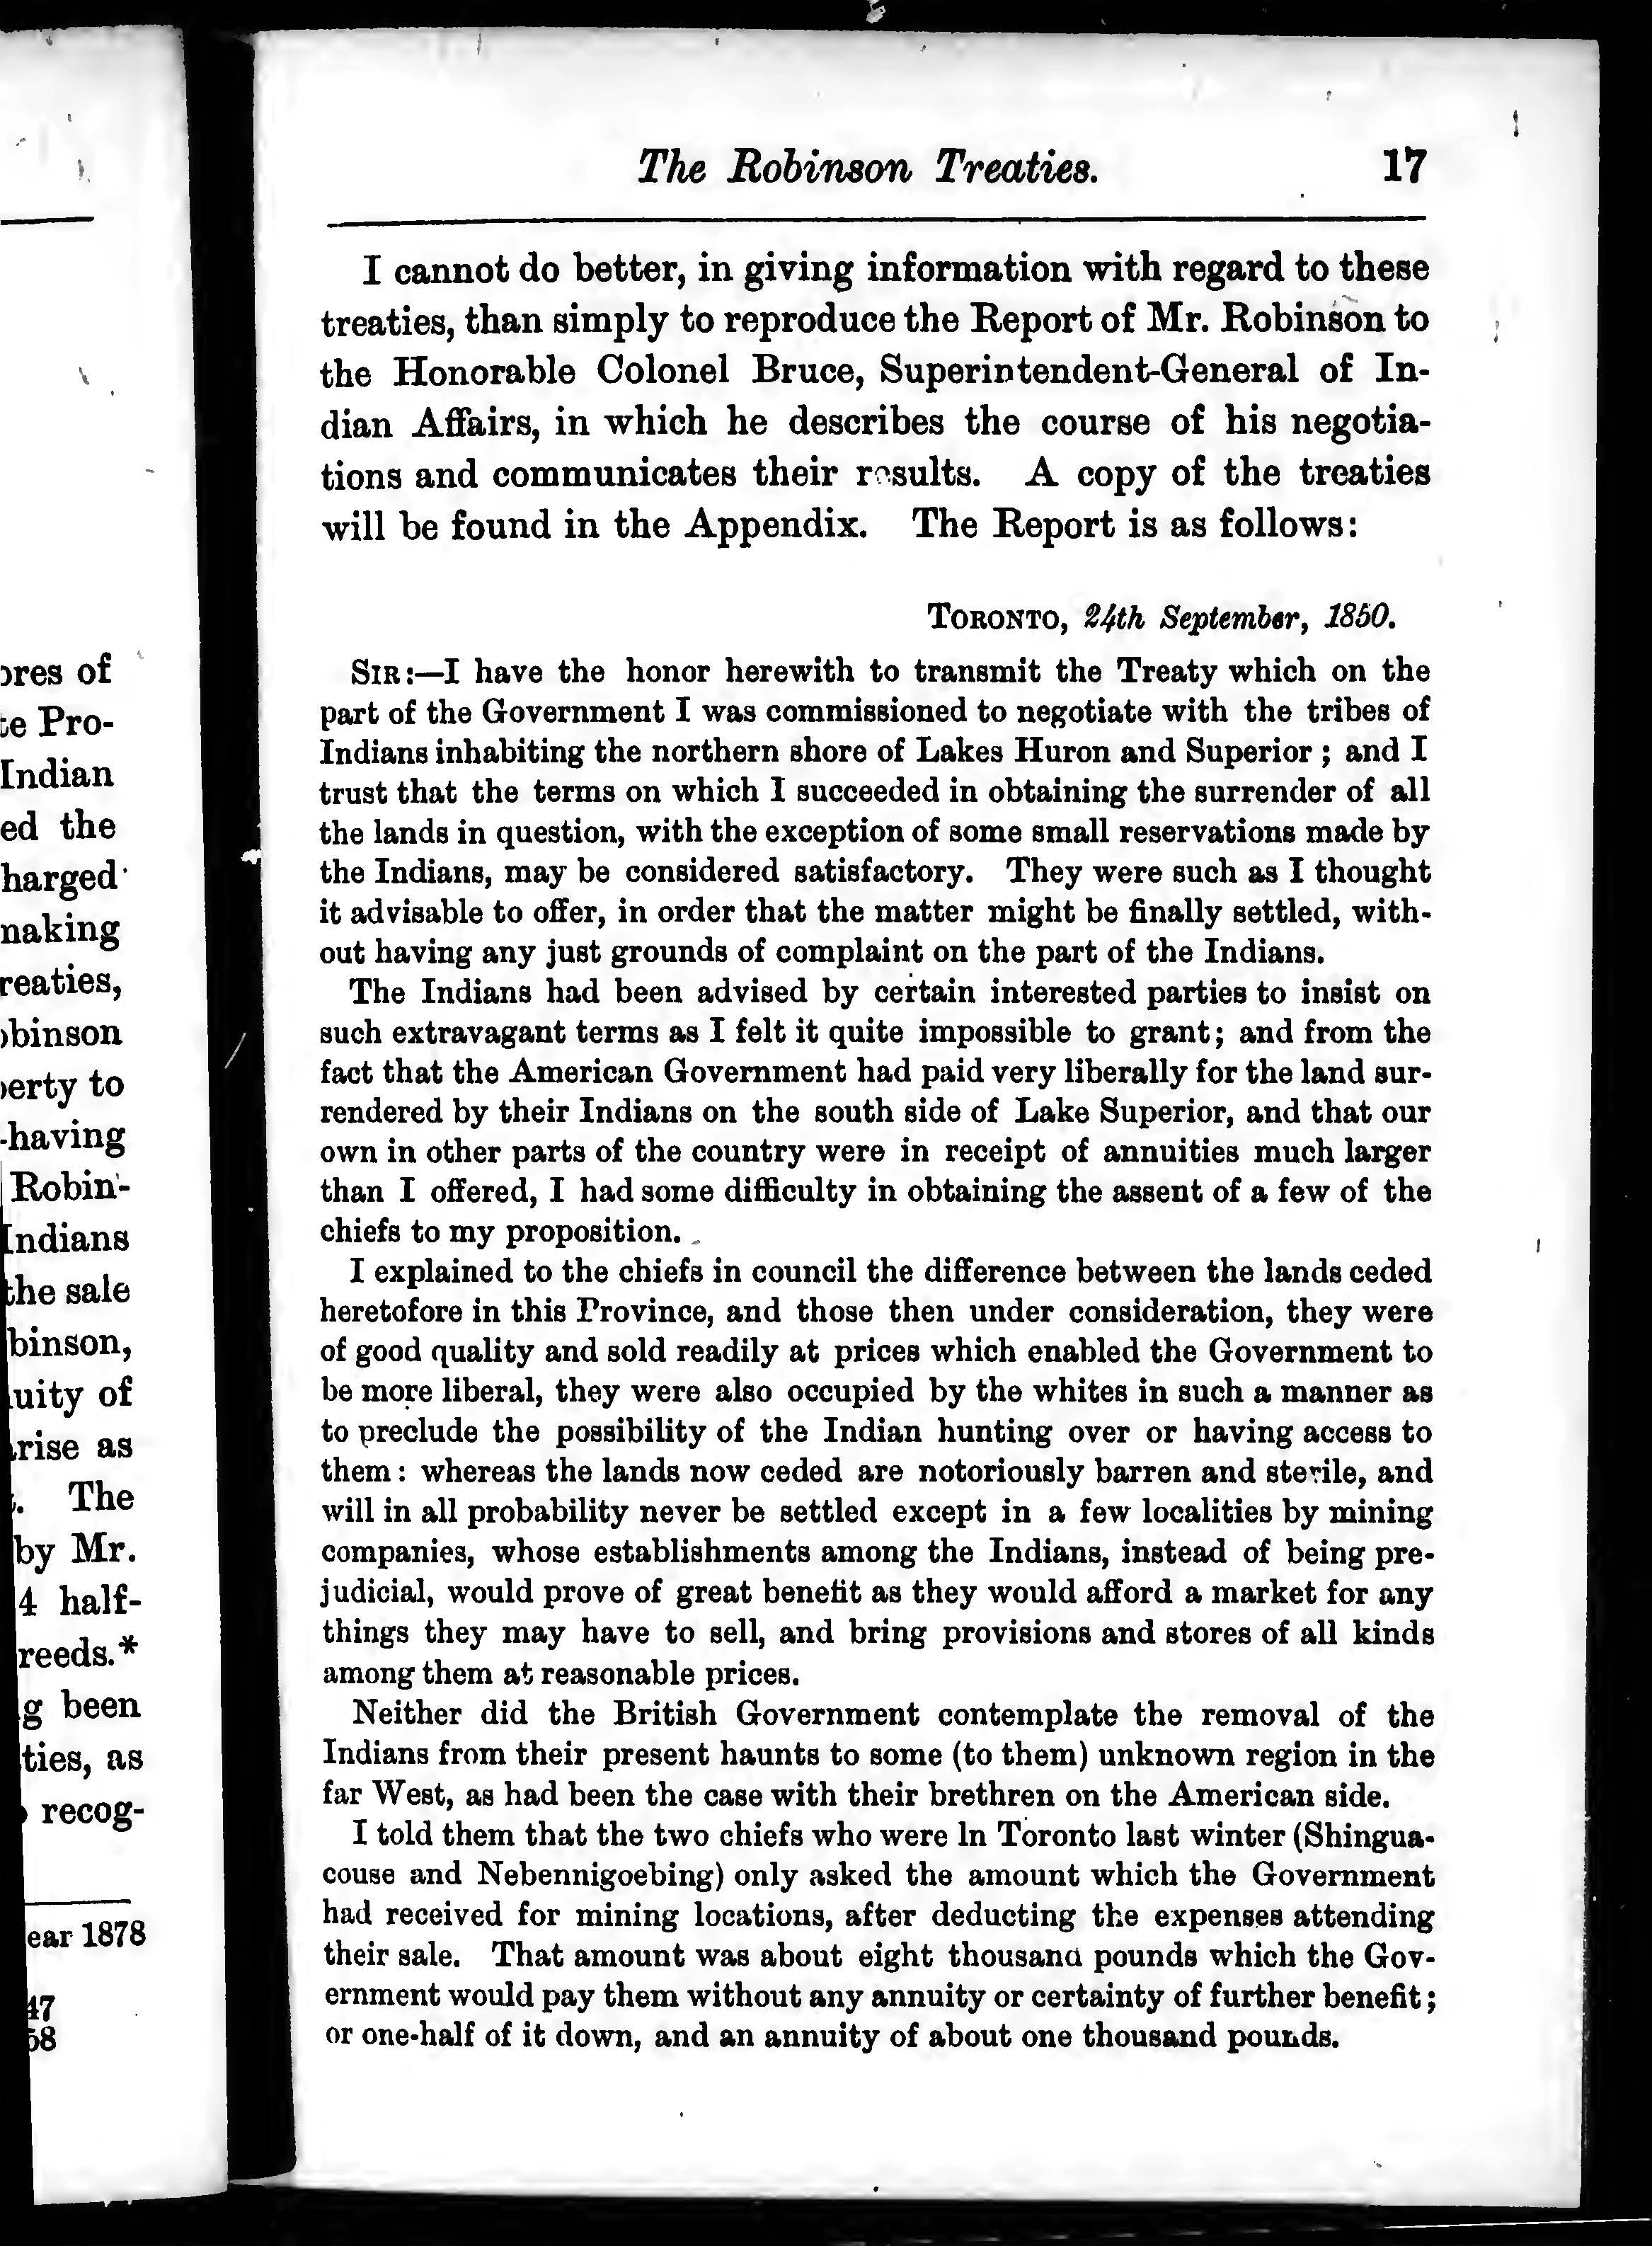 ores of
te Pro-
Indian
ed the
harged
making
reaties,
obinson
perty to
-having
Robin-
Indians
the sale
binson,
uity of
arise as
. The
by Mr.
4 half-
reeds.*
g been
ties, as
recog-
ear 1878
47
58
The Robinson Treaties. 17
I cannot do better, in giving information with regard to these
treaties, than simply to reproduce the Report of Mr. Robinson to
the Honorable Colonel Bruce, Superintendent-General of In-
dian Affairs, in which he describes the course of his negotia-
tions and communicates their results. A copy of the treaties
will be found in the Appendix. The Report is as follows:
TORONTO, 24th September, 1850.
SIR:—I have the honor herewith to transmit the Treaty which on the
part of the Government I was commissioned to negotiate with the tribes of
Indians inhabiting the northern shore of Lakes Huron and Superior; and I
trust that the terms on which I succeeded in obtaining the surrender of all
the lands in question, with the exception of some small reservations made by
the Indians, may be considered satisfactory. They were such as I thought
it advisable to offer, in order that the matter might be finally settled, with-
out having any just grounds of complaint on the part of the Indians.
The Indians had been advised by certain interested parties to insist on
such extravagant terms as I felt it quite impossible to grant; and from the
fact that the American Government had paid very liberally for the land sur-
rendered by their Indians on the south side of Lake Superior, and that our
own in other parts of the country were in receipt of annuities much larger
than I offered, I had some difficulty in obtaining the assent of a few of the
chiefs to my proposition.
I explained to the chiefs in council the difference between the lands ceded
heretofore in this Province, and those then under consideration, they were
of good quality and sold readily at prices which enabled the Government to
be more liberal, they were also occupied by the whites in such a manner as
to preclude the possibility of the Indian hunting over or having access to
them: whereas the lands now ceded are notoriously barren and sterile, and
will in all probability never be settled except in a few localities by mining
companies, whose establishments among the Indians, instead of being pre-
judicial, would prove of great benefit as they would afford a market for any
things they may have to sell, and bring provisions and stores of all kinds
among them at reasonable prices.
Neither did the British Government contemplate the removal of the
Indians from their present haunts to some (to them) unknown region in the
far West, as had been the case with their brethren on the American side.
I told them that the two chiefs who were ln Toronto last winter (Shingua-
couse and Nebennigoebing) only asked the amount which the Government
had received for mining locations, after deducting the expenses attending
their sale. That amount was about eight thousand pounds which the Gov-
ernment would pay them without any annuity or certainty of further benefit;
or one-half of it down, and an annuity of about one thousand pounds.